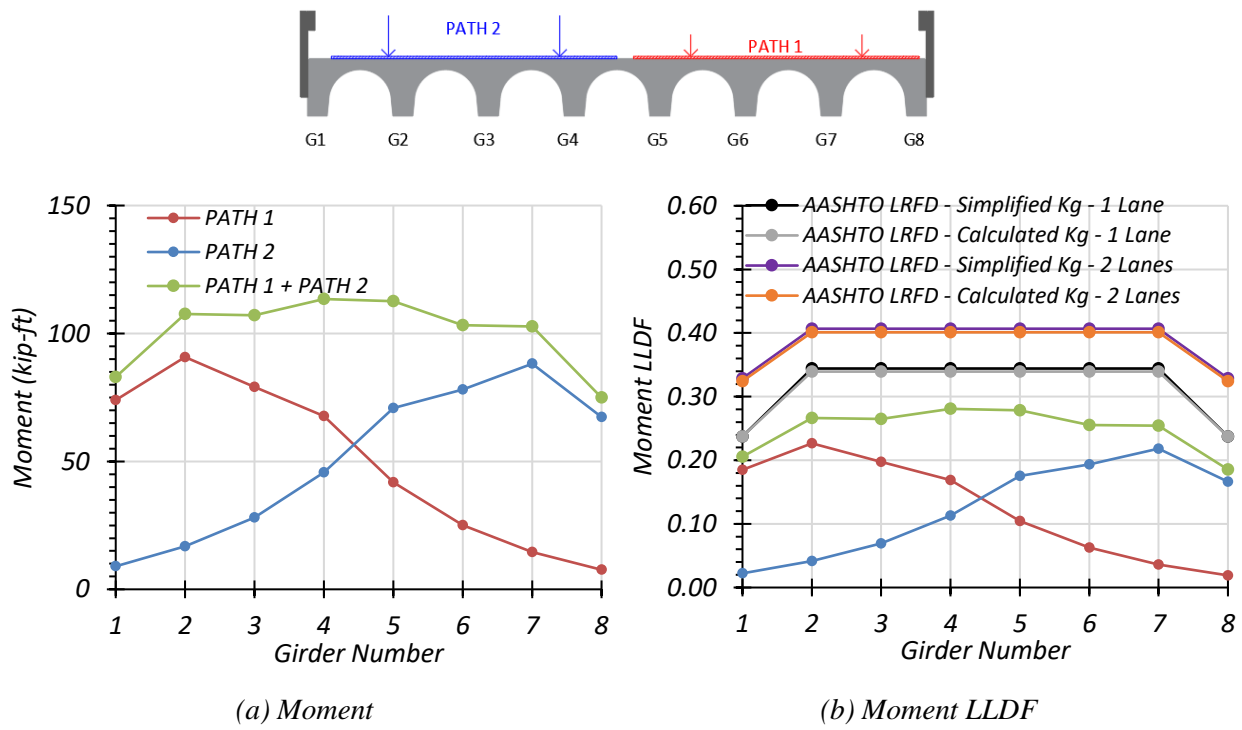 PATH 2
PATH 1
G1 G2 G3 G4 G5 G6 G7 G8
150
100
50
0
Moment (kip-ft)
PATH 1
PATH 2
PATH 1 + PATH 2
1 2 3 4 5 6 7 8
Girder Number
(a) Moment
0.60
0.50
0.40
0.30
0.20
0.10
0.00
Moment LLDF
AASHTO LRFD - Simplified Kg - 1 Lane
AASHTO LRFD - Calculated Kg - 1 Lane
AASHTO LRFD - Simplified Kg - 2 Lanes
AASHTO LRFD - Calculated Kg - 2 Lanes
1 2 3 4 5 6 7 8
Girder Number
(b) Moment LLDF